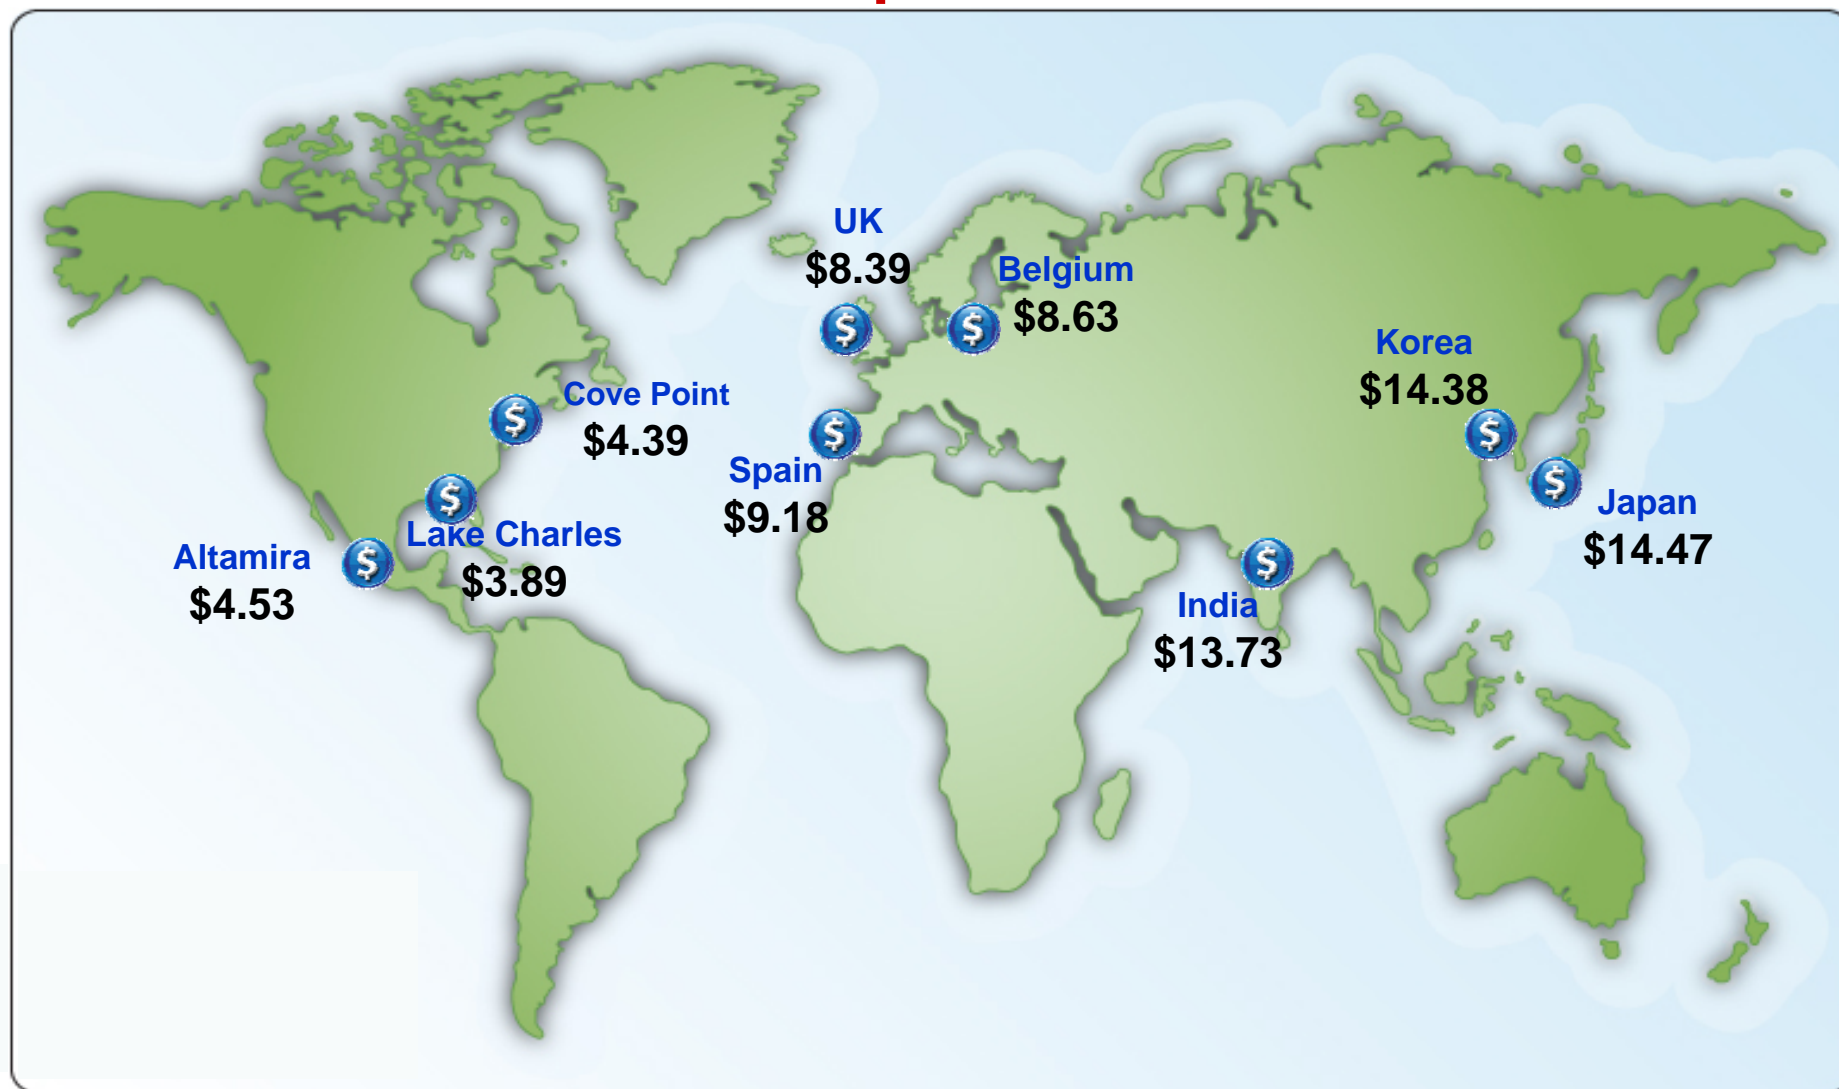 UK
$8.39
Belgium
$8.63
Korea
$14.38
Cove Point
$4.39
Spain
$9.18
Japan
$14.47
Lake Charles
$3.89
Altamira
$4.53
India
$13.73